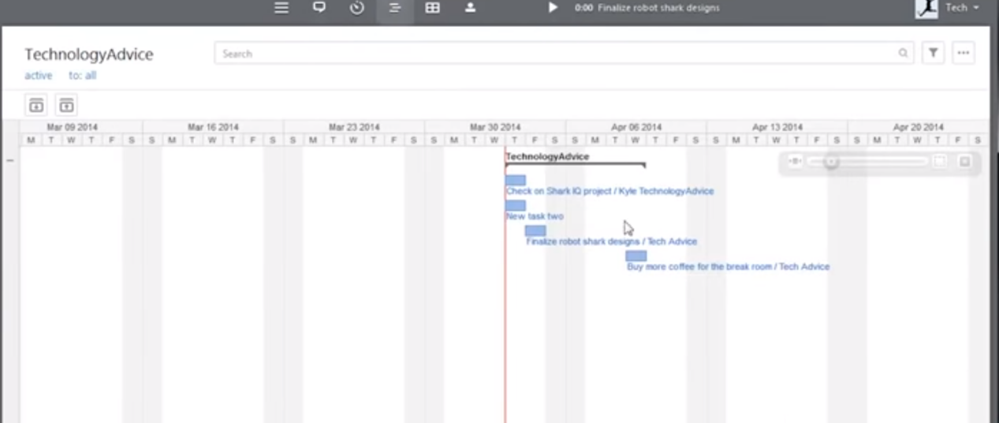 0:00 Finalize robot shark designs
Tech
TechnologyAdvice
Search
active to: all
Mar 09 2014 Mar 16 2014 Mar 23 2014 Mar 30 2014 Apr 06 2014 Apr 13 2014 Apr 20 2014
M T W T F S S M T W T F S S M T W T F S S M T W T F S S M T W T F S S M T W T F S S M T W T F S
TechnologyAdvice
Check on Shark IQ project / Kyle TechnologyAdvice
New task two
Finalize robot shark designs / Tech Advice
Buy more coffee for the break room / Tech Advice